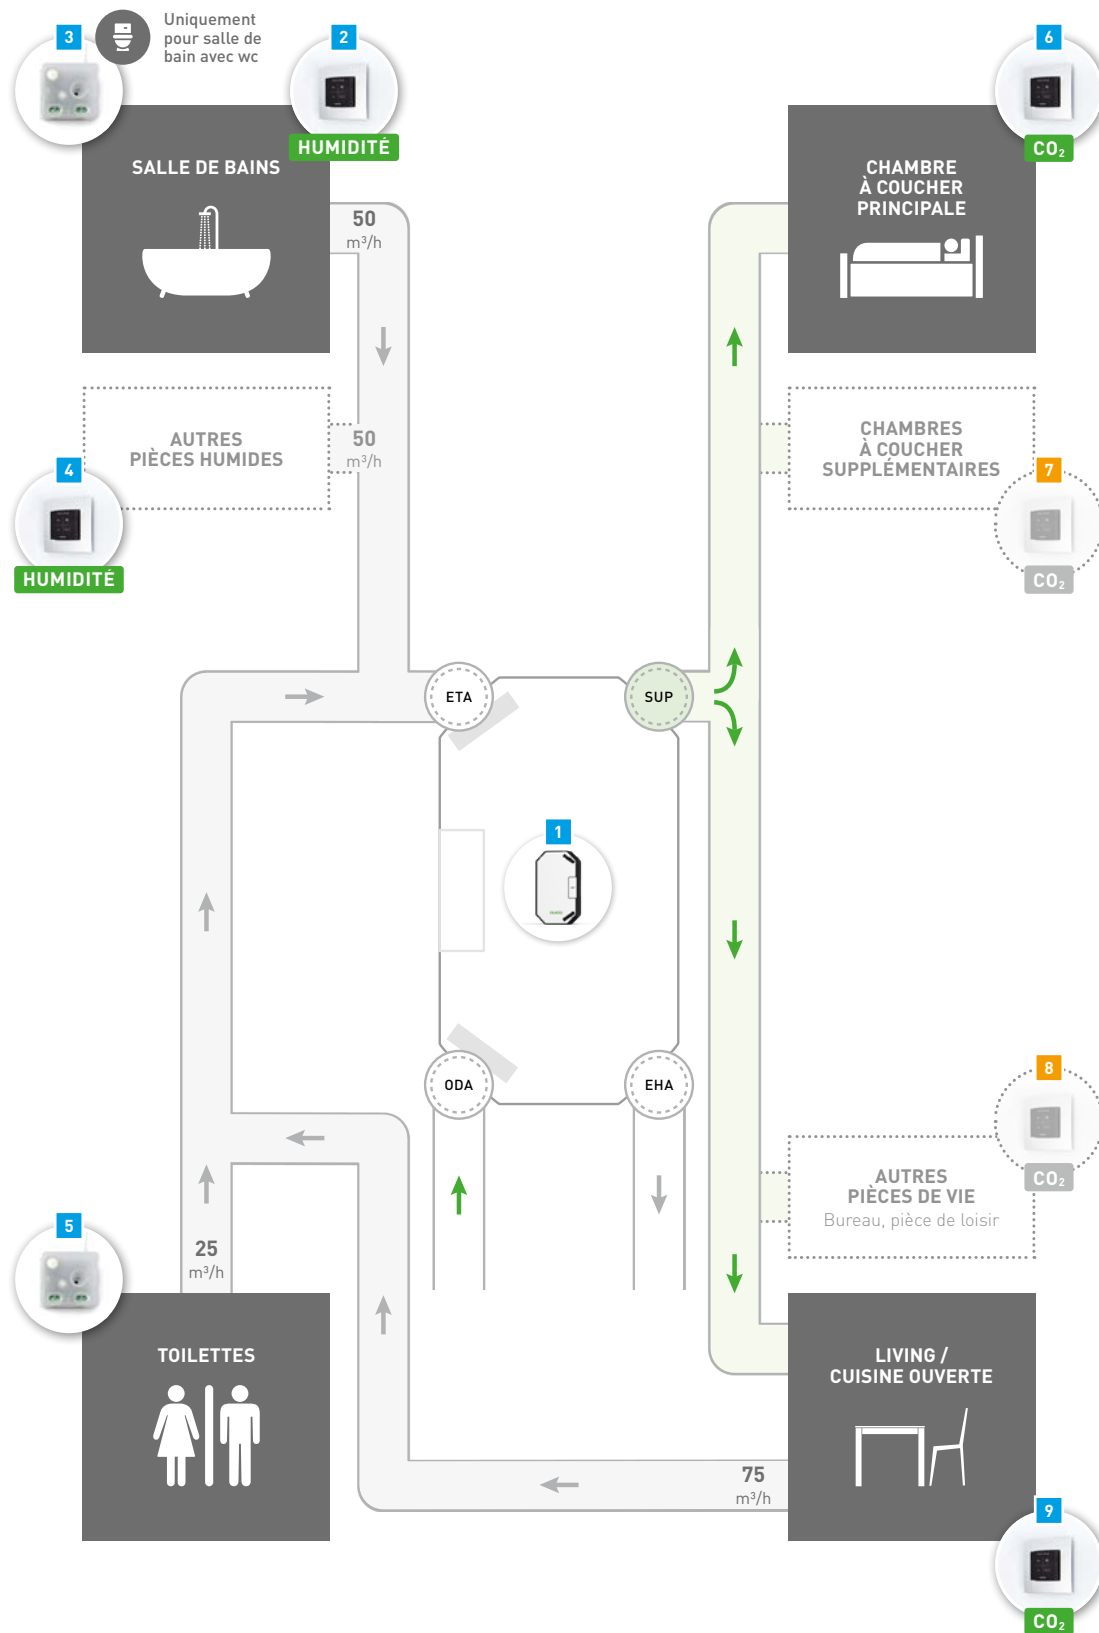 3
Uniquement
pour salle de
bain avec wc
2
HUMIDITÉ
SALLE DE BAINS
50
m³/h
6
CO₂
CHAMBRE
À COUCHER
PRINCIPALE
AUTRES
PIÈCES HUMIDES
50
m³/h
4
HUMIDITÉ
CHAMBRES
À COUCHER
SUPPLÉMENTAIRES
7
CO₂
ETA
SUP
1
ODA
EHA
8
CO₂
AUTRES
PIÈCES DE VIE
Bureau, pièce de loisir
5
25
m³/h
TOILETTES
LIVING /
CUISINE OUVERTE
75
m³/h
9
CO₂